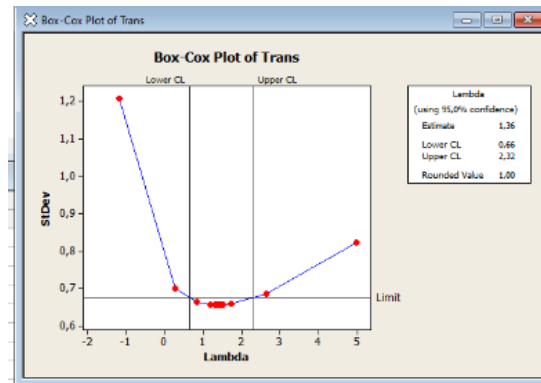 Box-Cox Plot of Trans
Box-Cox Plot of Trans
Lower CL
Upper CL
1,2
1,1
1,0
0,9
0,8
0,7
0,6
StDev
Limit
-2
-1
0
1
2
3
4
5
Lambda
Lambda
(using 95,0% confidence)
Estimate 1,36
Lower CL 0,66
Upper CL 2,32
Rounded Value 1,00